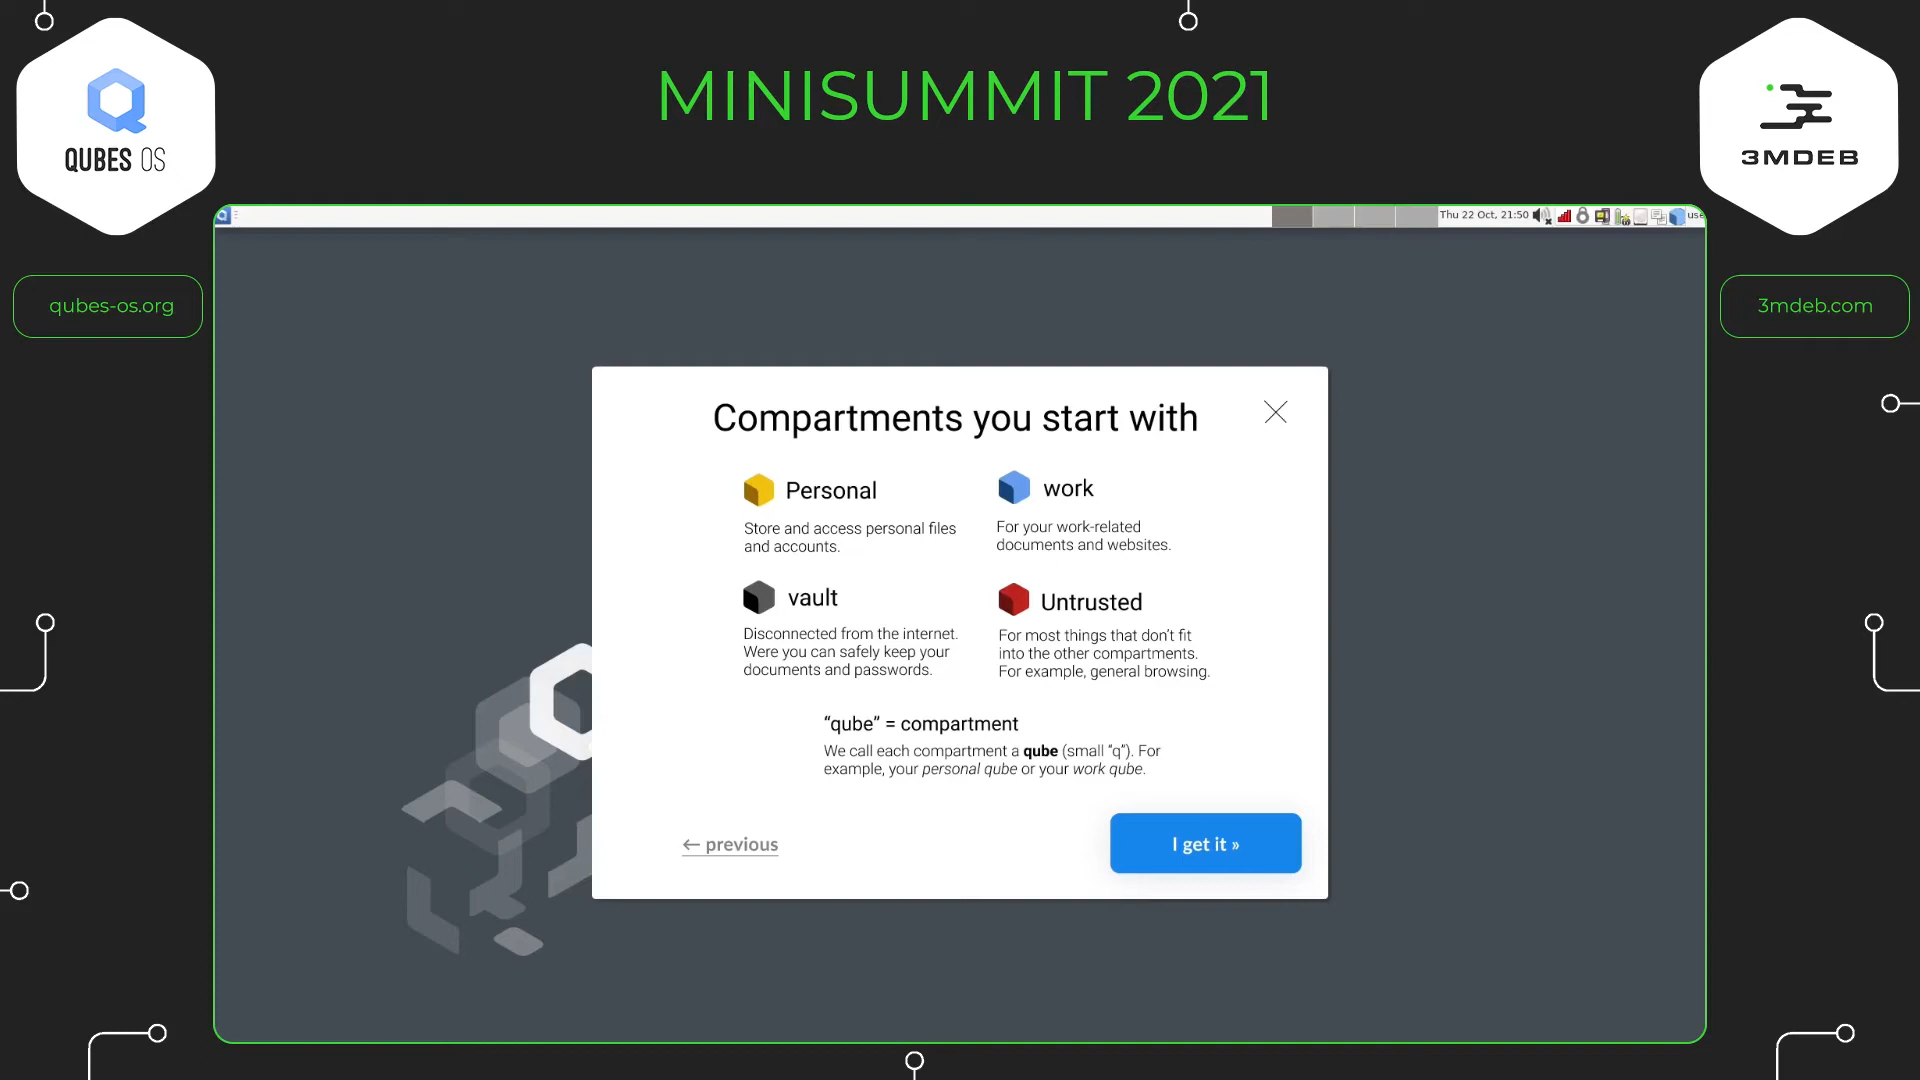 MINISUMMIT 2021
QUBES OS
3MDEB
qubes-os.org
3mdeb.com
Thu 22 Oct, 21:50
use
Compartments you start with
Personal
Store and access personal files
and accounts.
work
For your work-related
documents and websites.
vault
Disconnected from the internet.
Were you can safely keep your
documents and passwords.
Untrusted
For most things that don’t fit
into the other compartments.
For example, general browsing.
“qube” = compartment
We call each compartment a qube (small “q”). For
example, your personal qube or your work qube.
← previous
I get it »